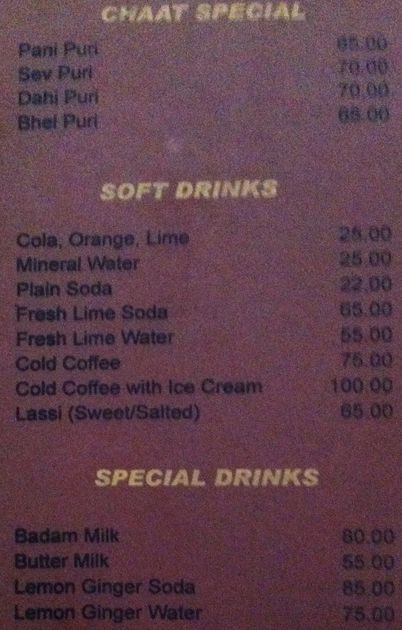 CHAAT SPECIAL
Pani Puri 65.00
Sev Puri 70.00
Dahi Puri 70.00
Bhel Puri 65.00
SOFT DRINKS
Cola, Orange, Lime 25.00
Mineral Water 25.00
Plain Soda 22.00
Fresh Lime Soda 65.00
Fresh Lime Water 55.00
Cold Coffee 75.00
Cold Coffee with Ice Cream 100.00
Lassi (Sweet/Salted) 65.00
SPECIAL DRINKS
Badam Milk 80.00
Butter Milk 55.00
Lemon Ginger Soda 85.00
Lemon Ginger Water 75.00